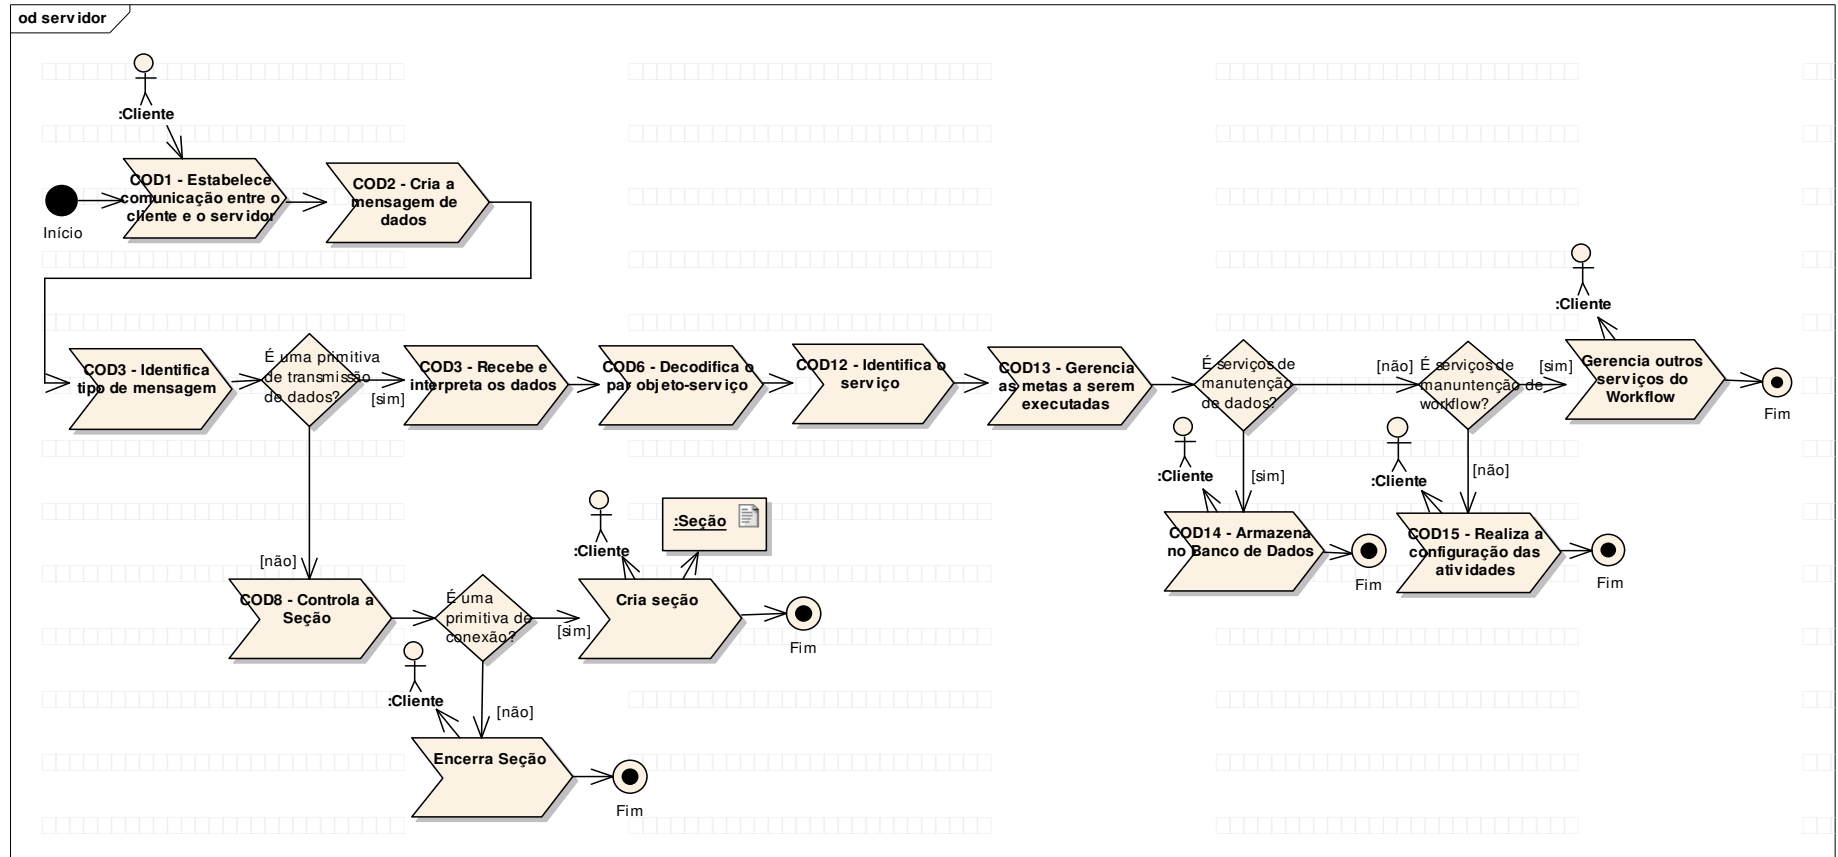 od servidor
:Cliente
COD1 - Estabelece
comunicação entre o
cliente e o servidor
COD2 - Cria a
mensagem de
dados
Início
:Cliente
COD3 - Identifica
tipo de mensagem
É uma primitiva
de transmissão
de dados?
[sim]
COD3 - Recebe e
interpreta os dados
COD6 - Decodifica o
par objeto-serviço
COD12 - Identifica o
serviço
COD13 - Gerencia
as metas a serem
executadas
É serviços de
manutenção
de dados?
[não]
É serviços de
manuntenção de
workflow?
[sim]
Gerencia outros
serviços do
Workflow
Fim
:Cliente
[sim]
:Cliente
[não]
COD14 - Armazena
no Banco de Dados
Fim
COD15 - Realiza a
configuração das
atividades
Fim
[não]
:Cliente
:Seção
COD8 - Controla a
Seção
É uma
primitiva de
conexão?
[sim]
Cria seção
Fim
:Cliente
[não]
Encerra Seção
Fim